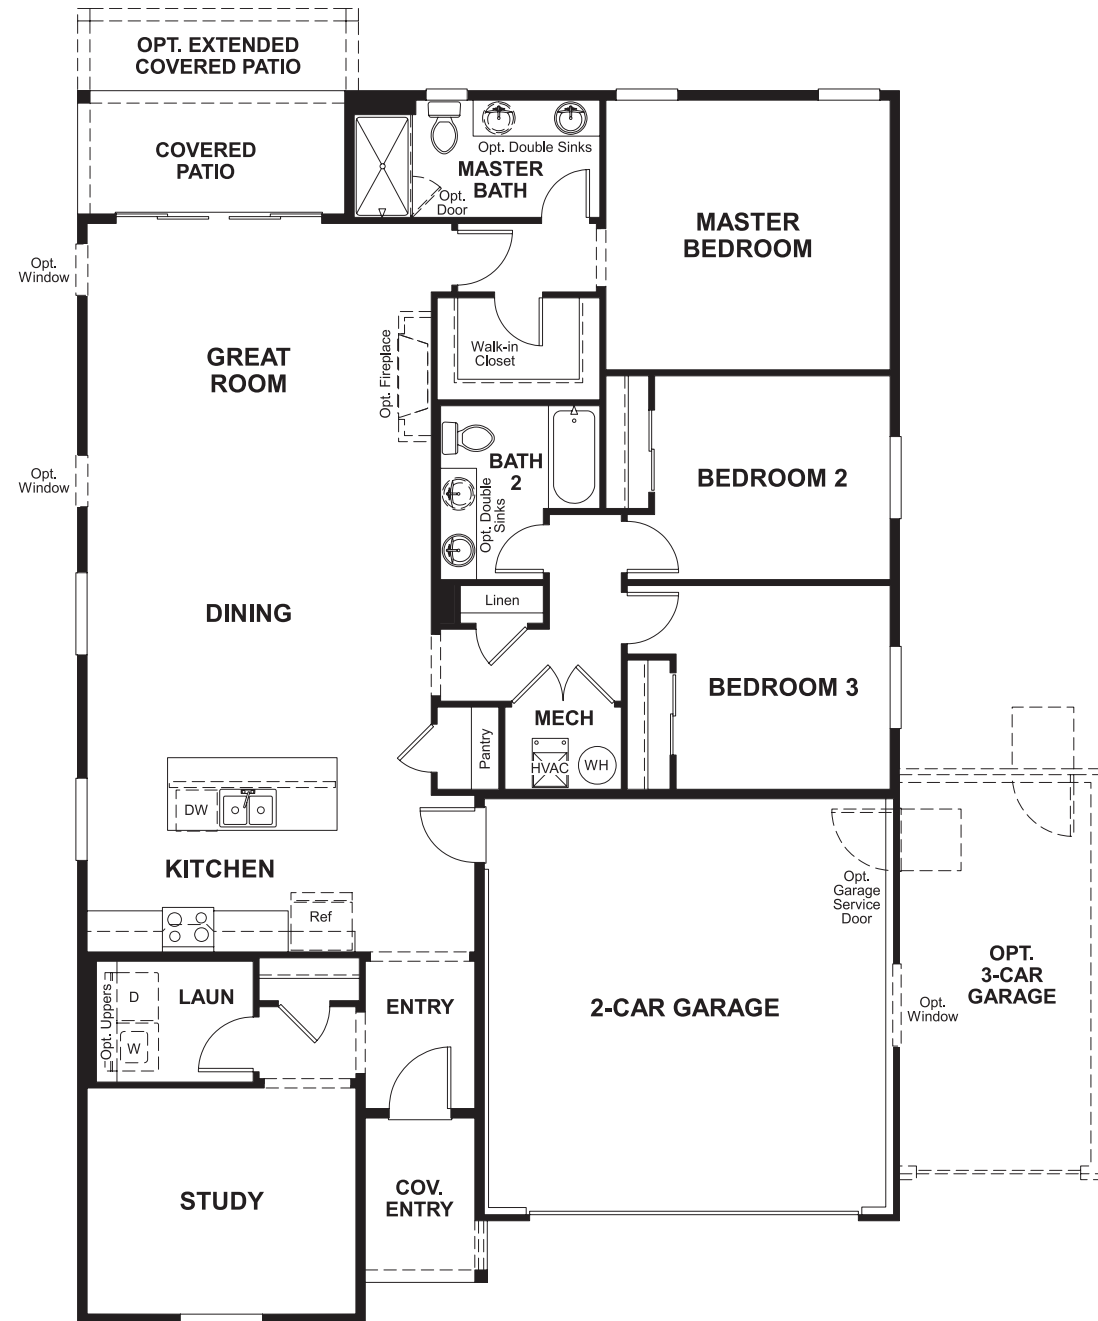 OPT. EXTENDED
COVERED PATIO
COVERED
PATIO
Opt. Double Sinks
MASTER
BATH
Opt.
Door
MASTER
BEDROOM
Opt.
Window
GREAT
ROOM
Opt. Fireplace
Walk-in
Closet
BATH
2
Opt. Double
Sinks
BEDROOM 2
Opt.
Window
DINING
Linen
BEDROOM 3
MECH
HVAC
WH
Pantry
DW
KITCHEN
Ref
Opt.
Garage
Service
Door
OPT.
3-CAR
GARAGE
Opt.
Window
2-CAR GARAGE
LAUN
D
W
Opt. Uppers
ENTRY
STUDY
COV.
ENTRY